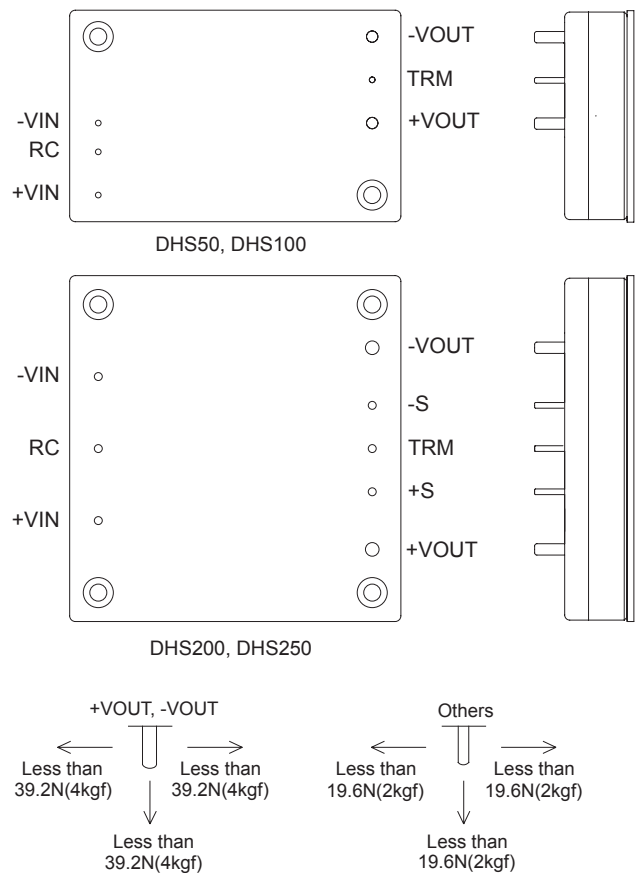 -VOUT
TRM
-VIN
+VOUT
RC
+VIN
DHS50, DHS100
-VOUT
-VIN
-S
RC
TRM
+S
+VIN
+VOUT
DHS200, DHS250
+VOUT, -VOUT
Less than
39.2N(4kgf)
Less than
39.2N(4kgf)
Less than
39.2N(4kgf)
Others
Less than
19.6N(2kgf)
Less than
19.6N(2kgf)
Less than
19.6N(2kgf)